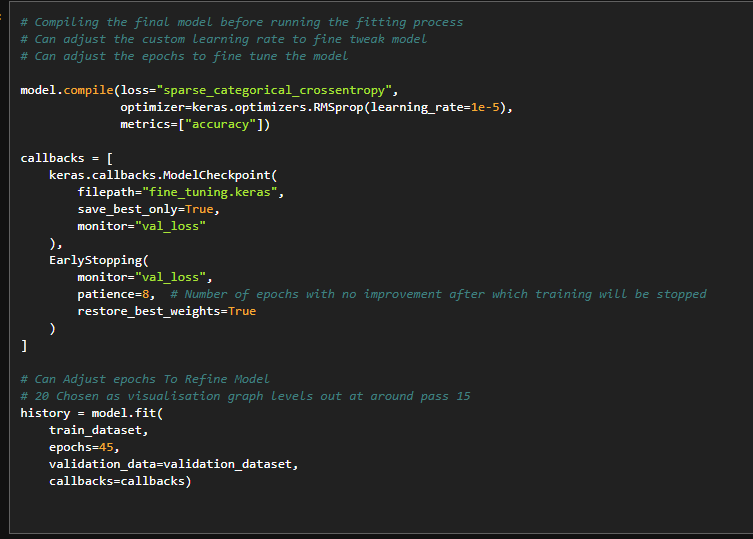 # Compiling the final model before running the fitting process
# Can adjust the custom learning rate to fine tweak model
# Can adjust the epochs to fine tune the model
model.compile(loss="sparse_categorical_crossentropy",
              optimizer=keras.optimizers.RMSprop(learning_rate=1e-5),
              metrics=["accuracy"])
callbacks = [
    keras.callbacks.ModelCheckpoint(
        filepath="fine_tuning.keras",
        save_best_only=True,
        monitor="val_loss"
    ),
    EarlyStopping(
        monitor="val_loss",
        patience=8,  # Number of epochs with no improvement after which training will be stopped
        restore_best_weights=True
    )
]
# Can Adjust epochs To Refine Model
# 20 Chosen as visualisation graph levels out at around pass 15
history = model.fit(
    train_dataset,
    epochs=45,
    validation_data=validation_dataset,
    callbacks=callbacks)